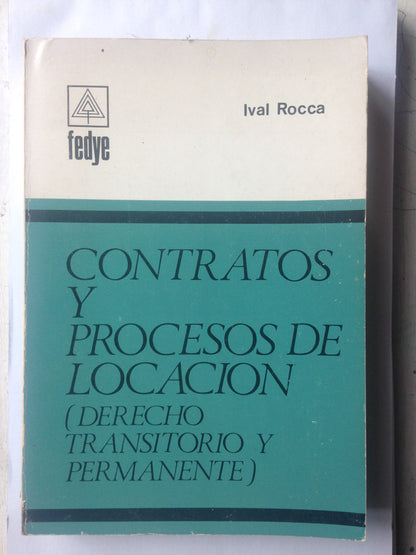 fedye
Ival Rocca
CONTRATOS
Y
PROCESOS DE
LOCACION
(DERECHO
TRANSITORIO Y
PERMANENTE)